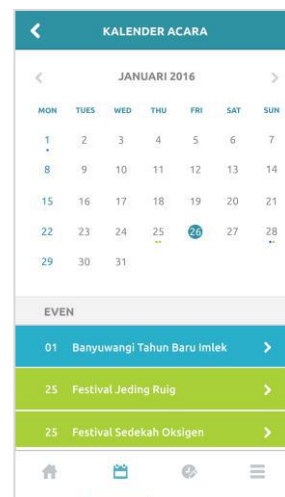 KALENDER ACARA
JANUARI 2016
MON TUES WED THU FRI SAT SUN
1 2 3 4 5 6 7
8 9 10 11 12 13 14
15 16 17 18 19 20 21
22 23 24 25 26 27 28
29 30 31
EVEN
01 Banyuwangi Tahun Baru Imlek
25 Festival Jeding Ruig
25 Festival Sedekah Oksigen